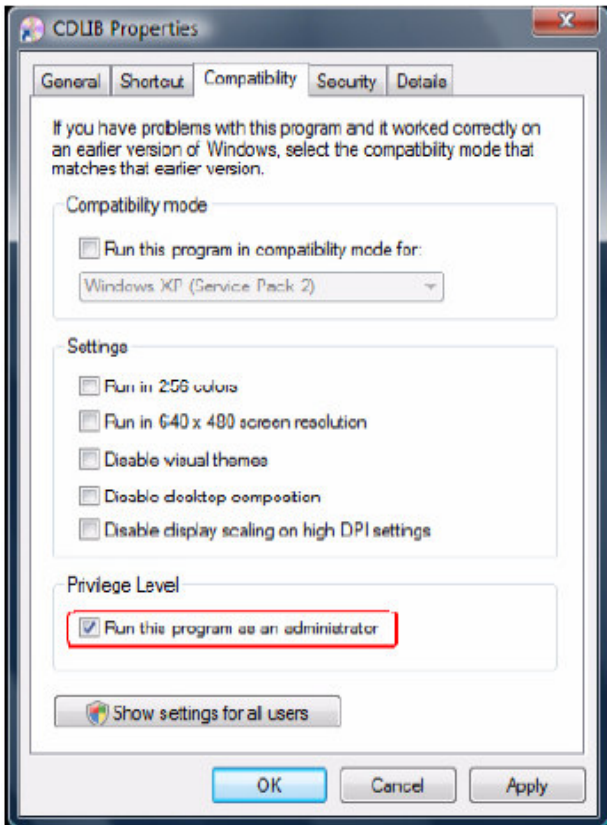 CDLIB Properties
General Shortcut Compatibility Security Details
If you have problems with this program and it worked correctly on
an earlier version of Windows, select the compatibility mode that
matches that earlier version.
Compatibility mode
Run this program in compatibility mode for:
Windows XP (Service Pack 2)
Settings
Run in 256 colors
Run in 640 x 480 screen resolution
Disable visual themes
Disable desktop composition
Disable display scaling on high DPI settings
Privilege Level
Run this program as an administrator
Show settings for all users
OK Cancel Apply